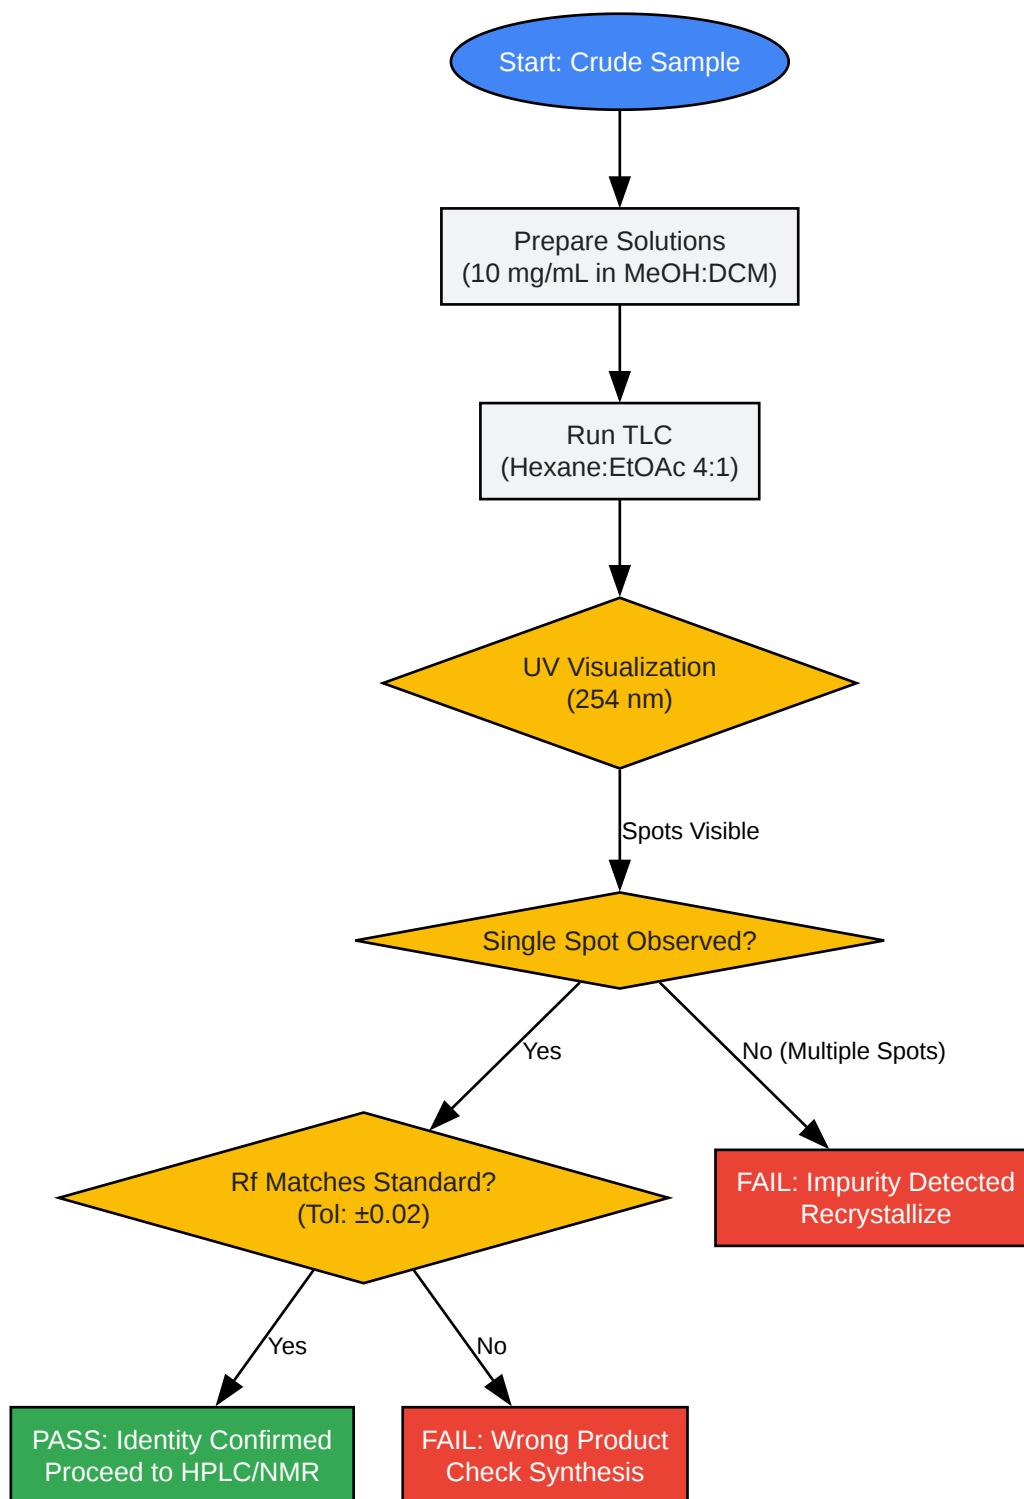 Start: Crude Sample
Prepare Solutions
(10 mg/mL in MeOH:DCM)
Run TLC
(Hexane:EtOAc 4:1)
UV Visualization
(254 nm)
Spots Visible
Single Spot Observed?
Yes
No (Multiple Spots)
Rf Matches Standard?
(Tol: ±0.02)
FAIL: Impurity Detected
Recrystallize
Yes
No
PASS: Identity Confirmed
Proceed to HPLC/NMR
FAIL: Wrong Product
Check Synthesis